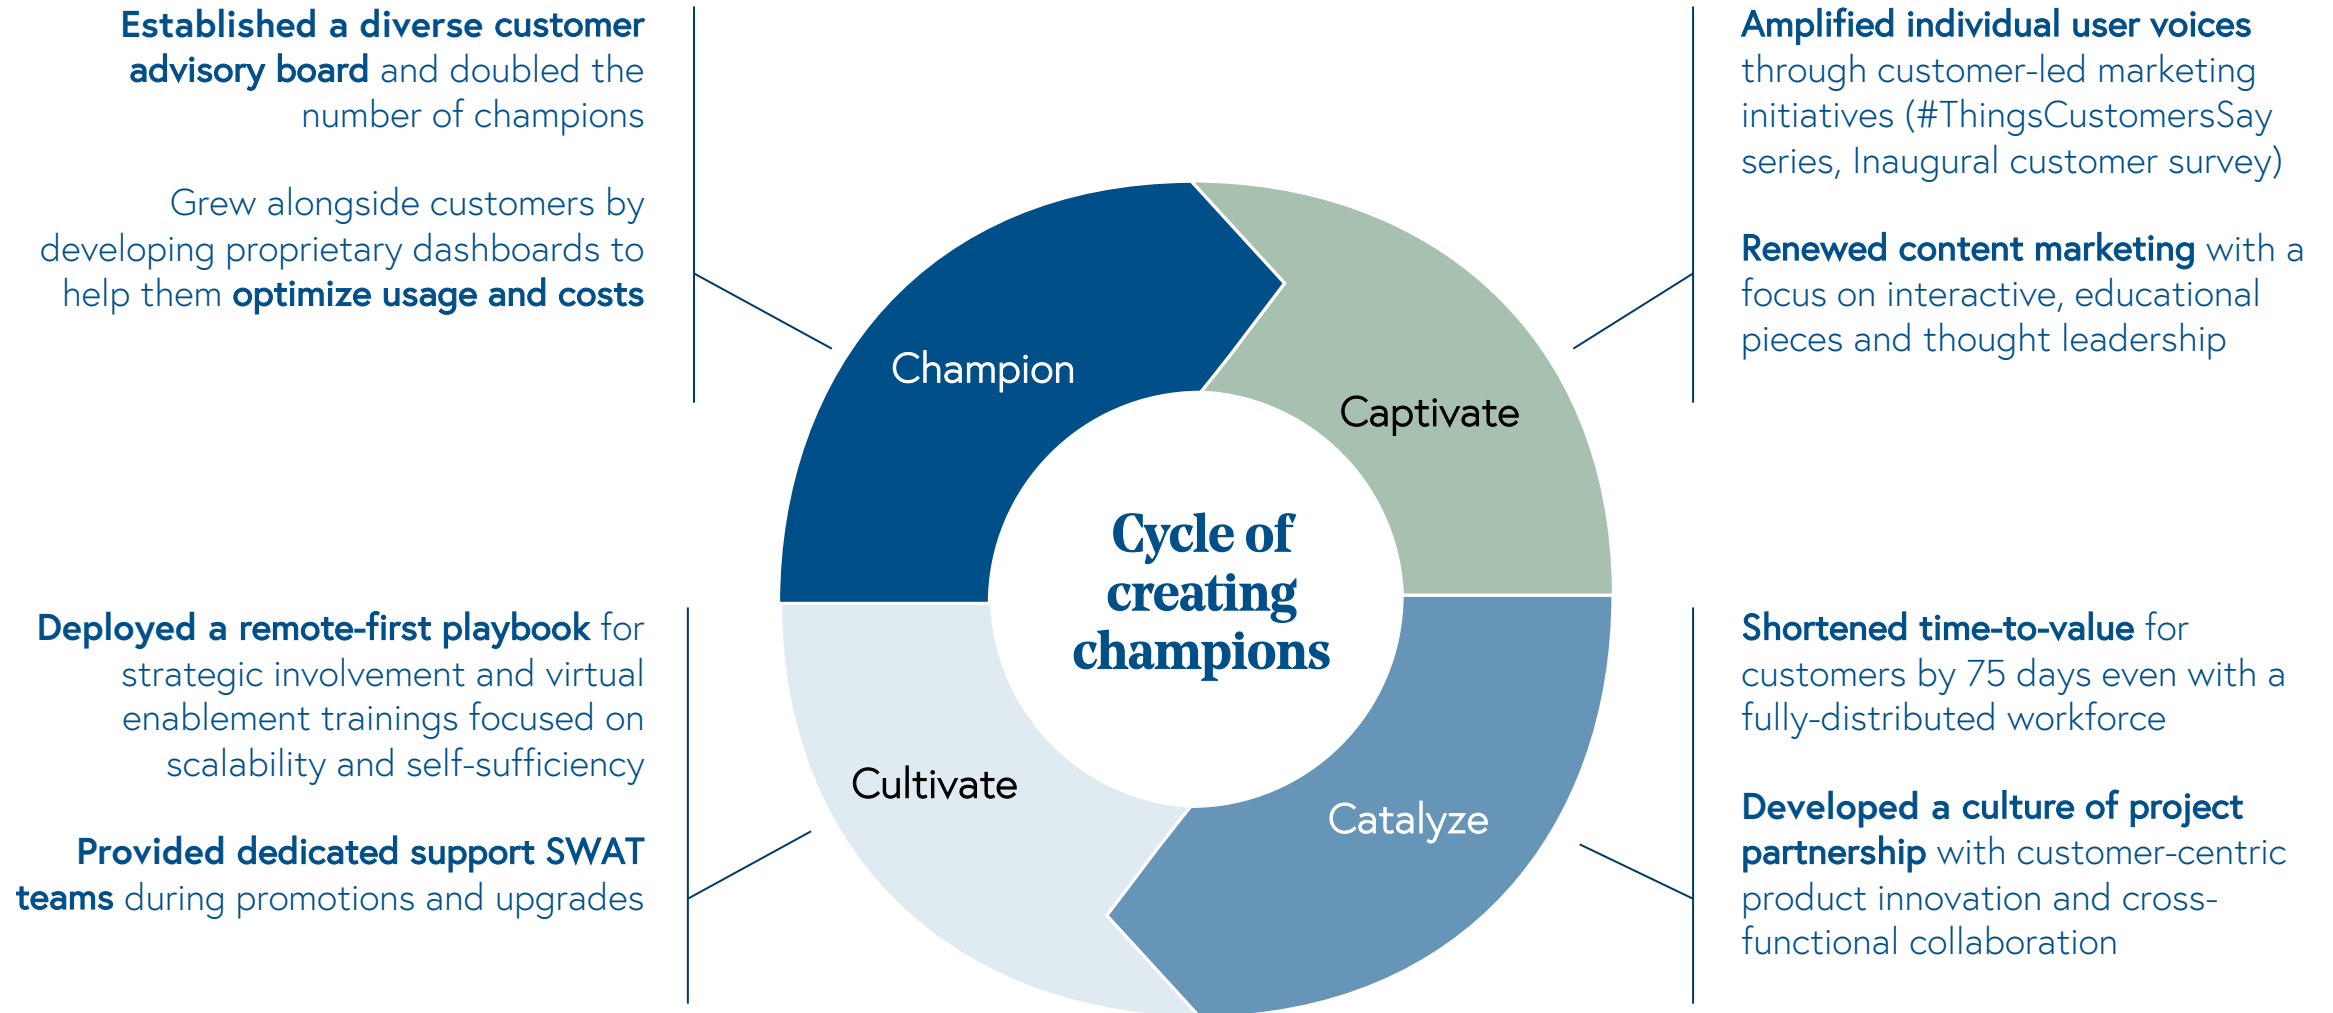 Established a diverse customer
advisory board and doubled the
number of champions
Grew alongside customers by
developing proprietary dashboards to
help them optimize usage and costs
Amplified individual user voices
through customer-led marketing
initiatives (#ThingsCustomersSay
series, Inaugural customer survey)
Renewed content marketing with a
focus on interactive, educational
pieces and thought leadership
Champion
Captivate
Cycle of
creating
champions
Cultivate
Catalyze
Deployed a remote-first playbook for
strategic involvement and virtual
enablement trainings focused on
scalability and self-sufficiency
Provided dedicated support SWAT
teams during promotions and upgrades
Shortened time-to-value for
customers by 75 days even with a
fully-distributed workforce
Developed a culture of project
partnership with customer-centric
product innovation and cross-
functional collaboration